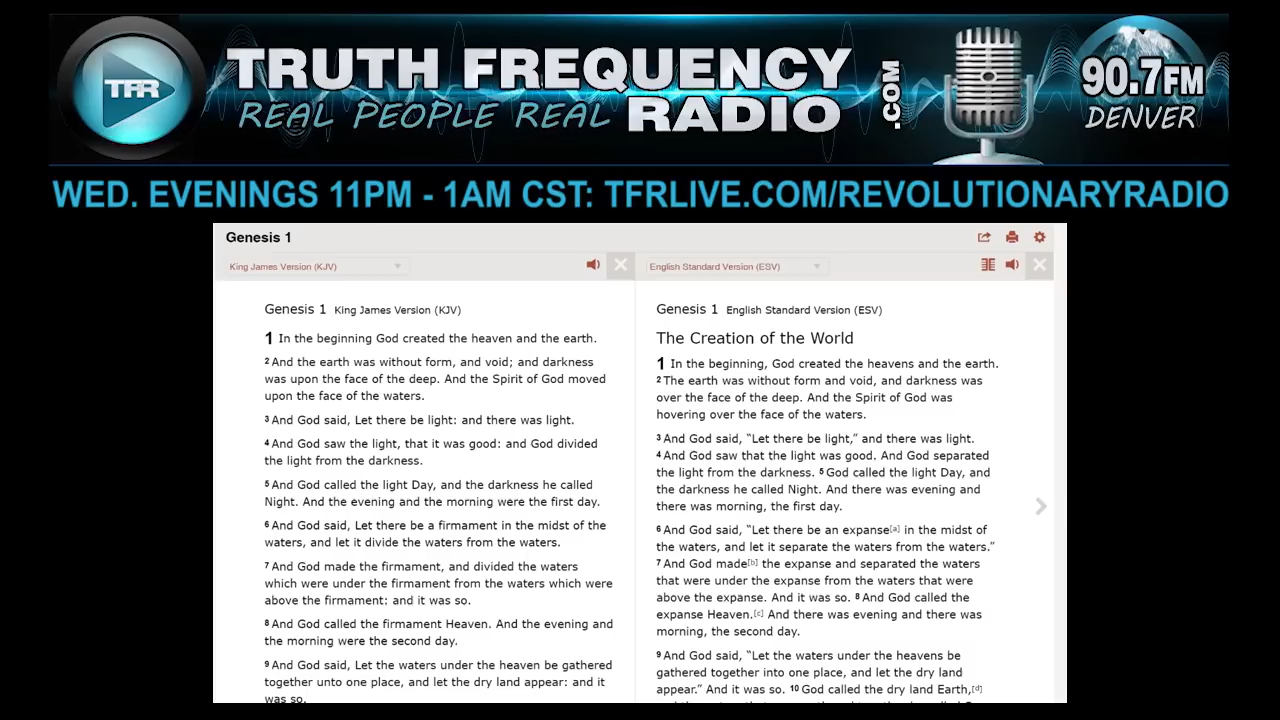 TFR
TRUTH FREQUENCY
REAL PEOPLE REAL RADIO
.COM
90.7FM
DENVER
WED. EVENINGS 11PM - 1AM CST: TFRLIVE.COM/REVOLUTIONARYRADIO
Genesis 1
King James Version (KJV)
Genesis 1 King James Version (KJV)
1 In the beginning God created the heaven and the earth.
2 And the earth was without form, and void; and darkness
was upon the face of the deep. And the Spirit of God moved
upon the face of the waters.
3 And God said, Let there be light: and there was light.
4 And God saw the light, that it was good: and God divided
the light from the darkness.
5 And God called the light Day, and the darkness he called
Night. And the evening and the morning were the first day.
6 And God said, Let there be a firmament in the midst of the
waters, and let it divide the waters from the waters.
7 And God made the firmament, and divided the waters
which were under the firmament from the waters which were
above the firmament: and it was so.
8 And God called the firmament Heaven. And the evening and
the morning were the second day.
9 And God said, Let the waters under the heaven be gathered
together unto one place, and let the dry land appear: and it
was so.
English Standard Version (ESV)
Genesis 1 English Standard Version (ESV)
The Creation of the World
1 In the beginning, God created the heavens and the earth.
2 The earth was without form and void, and darkness was
over the face of the deep. And the Spirit of God was
hovering over the face of the waters.
3 And God said, “Let there be light,” and there was light.
4 And God saw that the light was good. And God separated
the light from the darkness. 5 God called the light Day, and
the darkness he called Night. And there was evening and
there was morning, the first day.
6 And God said, “Let there be an expanse[a] in the midst of
the waters, and let it separate the waters from the waters.”
7 And God made[b] the expanse and separated the waters
that were under the expanse from the waters that were
above the expanse. And it was so. 8 And God called the
expanse Heaven.[c] And there was evening and there was
morning, the second day.
9 And God said, “Let the waters under the heavens be
gathered together into one place, and let the dry land
appear.” And it was so. 10 God called the dry land Earth,[d]